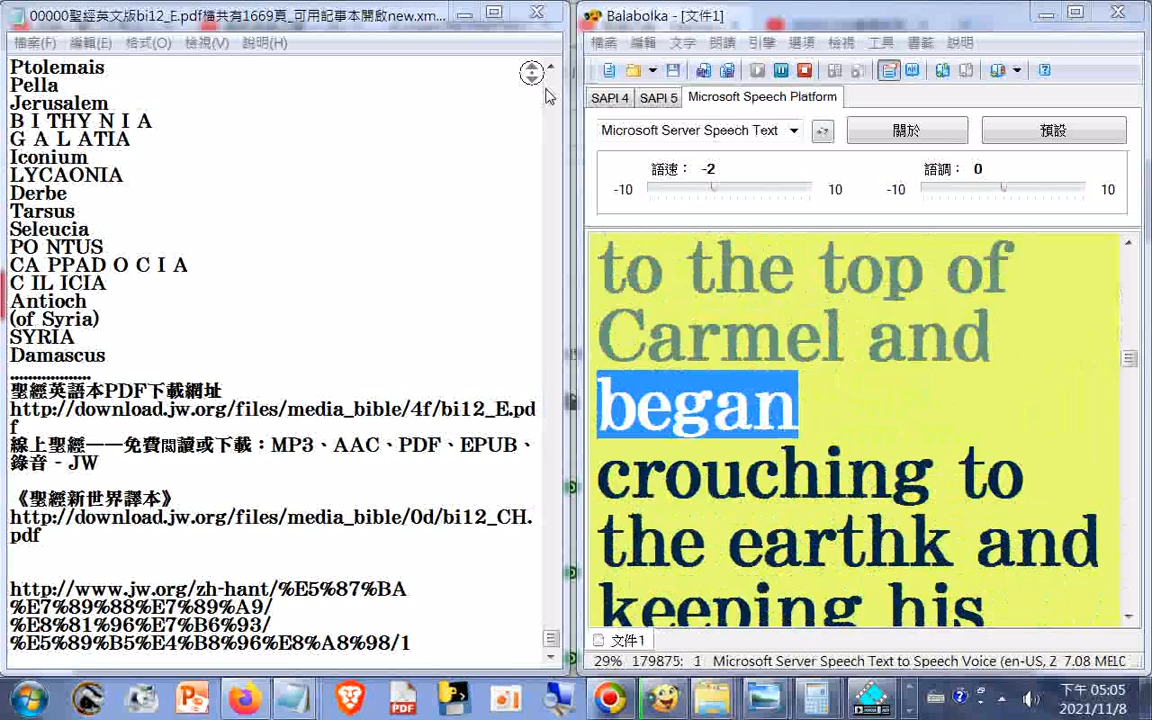 00000聖經英文版bi12_E.pdf檔共有1669頁_可用記事本開啟new.xm...
檔案(F) 編輯(E) 格式(O) 檢視(V) 說明(H)
Ptolemais
Pella
Jerusalem
B I THY N I A
G A L ATIA
Iconium
LYCAONIA
Derbe
Tarsus
Seleucia
PO NTUS
CA PPAD O C I A
C IL ICIA
Antioch
(of Syria)
SYRIA
Damascus
..................
聖經英語本PDF下載網址
http://download.jw.org/files/media_bible/4f/bi12_E.pd
f
線上聖經——免費閱讀或下載：MP3、AAC、PDF、EPUB、
錄音 - JW
《聖經新世界譯本》
http://download.jw.org/files/media_bible/0d/bi12_CH.
pdf
http://www.jw.org/zh-hant/%E5%87%BA
%E7%89%88%E7%89%A9/
%E8%81%96%E7%B6%93/
%E5%89%B5%E4%B8%96%E8%A8%98/1
Balabolka - [文件1]
檔案 編輯 文字 朗讀 引擎 選項 檢視 工具 書籤 說明
SAPI 4 SAPI 5 Microsoft Speech Platform
Microsoft Server Speech Text 關於 預設
語速： -2 語調： 0
-10 10 -10 10
to the top of
Carmel and
began
crouching to
the earthk and
keeping his
文件1
29% 179875: 1 Microsoft Server Speech Text to Speech Voice (en-US, Z 7.08 MELC
PDF
下午 05:05
2021/11/8